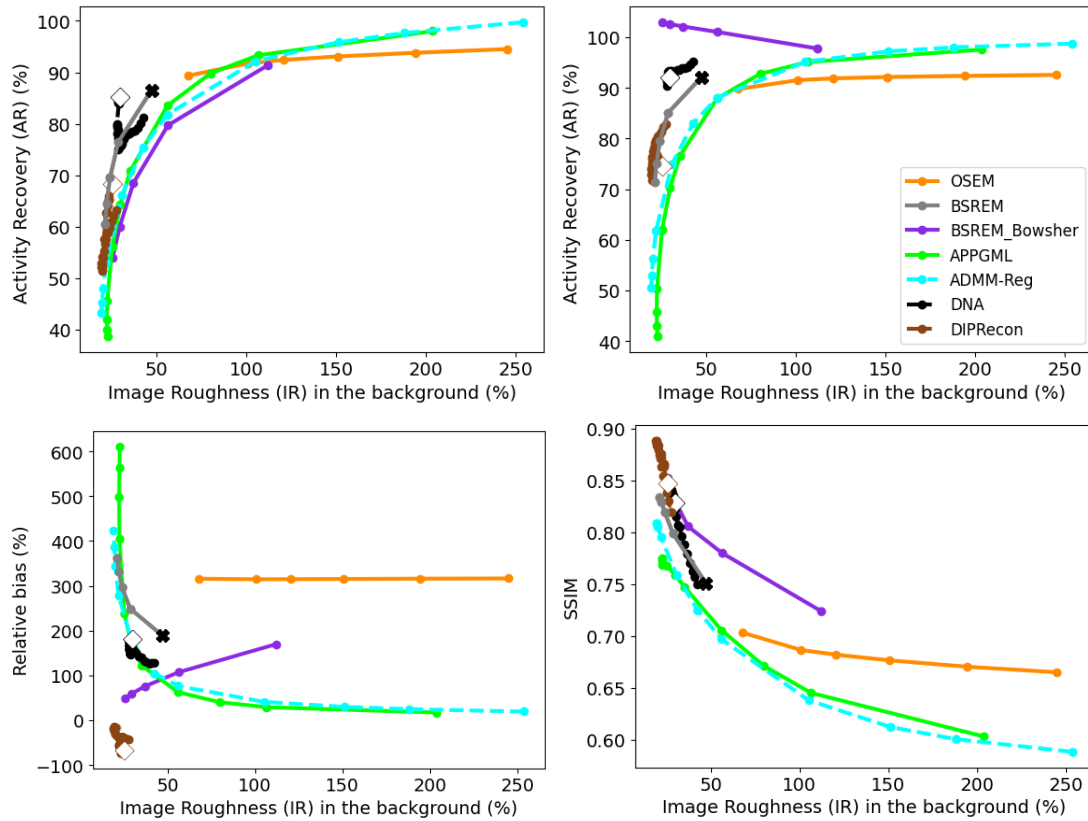 100
90
80
70
60
50
40
Activity Recovery (AR) (%)
50 100 150 200 250
Image Roughness (IR) in the background (%)
100
90
80
70
60
50
40
Activity Recovery (AR) (%)
OSEM
BSREM
BSREM_Bowsher
APPGML
ADMM-Reg
DNA
DIPRecon
50 100 150 200 250
Image Roughness (IR) in the background (%)
600
500
400
300
200
100
0
−100
Relative bias (%)
50 100 150 200 250
Image Roughness (IR) in the background (%)
0.90
0.85
0.80
0.75
0.70
0.65
0.60
SSIM
50 100 150 200 250
Image Roughness (IR) in the background (%)